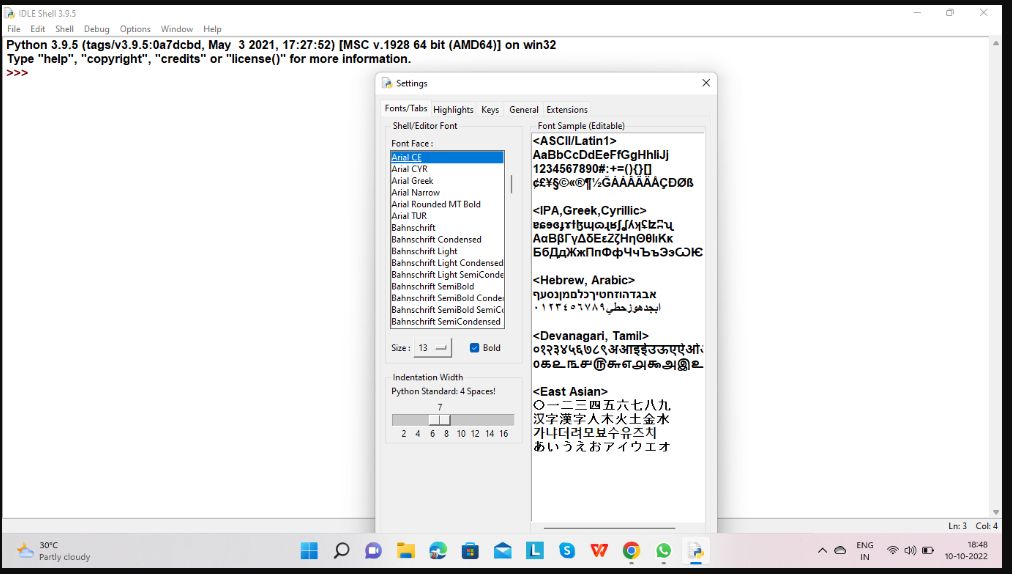 IDLE Shell 3.9.5
File Edit Shell Debug Options Window Help
Python 3.9.5 (tags/v3.9.5:0a7dcbd, May  3 2021, 17:27:52) [MSC v.1928 64 bit (AMD64)] on win32
Type "help", "copyright", "credits" or "license()" for more information.
>>>
Settings
Fonts/Tabs Highlights Keys General Extensions
Shell/Editor Font
Font Face :
Arial CE
Arial CYR
Arial Greek
Arial Narrow
Arial Rounded MT Bold
Arial TUR
Bahnschrift
Bahnschrift Condensed
Bahnschrift Light
Bahnschrift Light Condensed
Bahnschrift Light SemiConde
Bahnschrift SemiBold
Bahnschrift SemiBold Conden
Bahnschrift SemiBold SemiCo
Bahnschrift SemiCondensed
Size : 13 Bold
Indentation Width
Python Standard: 4 Spaces!
7
2 4 6 8 10 12 14 16
Font Sample (Editable)
<ASCII/Latin1>
AaBbCcDdEeFfGgHhIiJj
1234567890#:+=(){}[]
¢£¥§©«®¶½ĞÀÁÂÃÄÅÇÐØß
<IPA,Greek,Cyrillic>
ΑαΒβΓγΔδΕεΖζΗηΘθΙιΚκ
БбДдЖжПпФфЧчЪъЭэѠѤ
<Hebrew, Arabic>
אבגדהוזחטיךכלםמןנסעף
ابجدهوزحطي٠١٢٣٤٥٦٧٨٩
<Devanagari, Tamil>
०१२३४५६७८९अआइईउऊएऐओ
௦௧௨௩௪௫௬௭௮௯அஇஉ
<East Asian>
〇一二三四五六七八九
汉字漢字人木火土金水
가냐더려모뵤수유즈치
あいうえおアイウエオ
Ln: 3 Col: 4
30°C
Partly cloudy
ENG
IN
18:48
10-10-2022